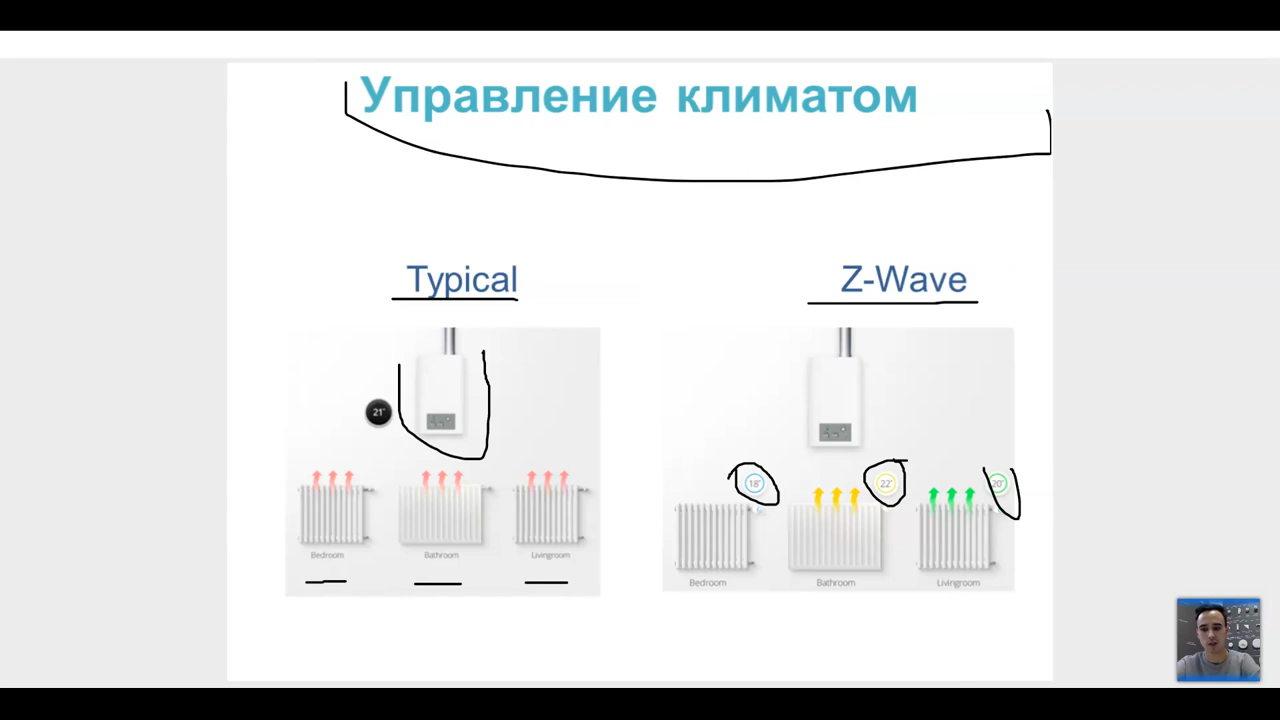 Управление климатом
Typical
Z-Wave
21°
Bedroom
Bathroom
Livingroom
18°
22°
20°
Bedroom
Bathroom
Livingroom